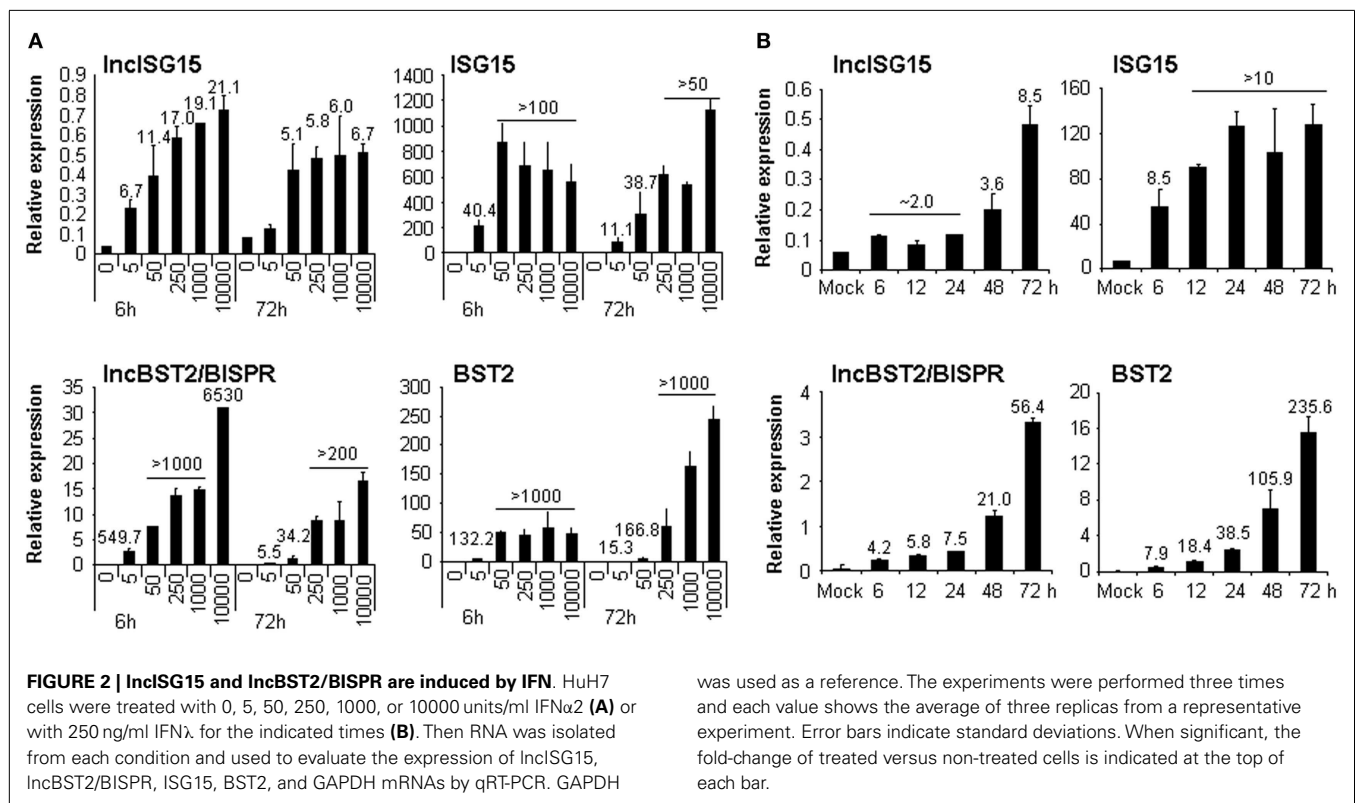 A
lncISG15
Relative expression
0.9
0.8
0.7
0.6
0.5
0.4
0.3
0.2
0.1
0
6.7
11.4
17.0
19.1
21.1
5.1
5.8
6.0
6.7
0 5 50 250 1000 10000 0 5 50 250 1000 10000
6h 72h
ISG15
1400
1200
1000
800
600
400
200
0
40.4
>100
11.1
38.7
>50
0 5 50 250 1000 10000 0 5 50 250 1000 10000
6h 72h
lncBST2/BISPR
Relative expression
35
30
25
20
15
10
5
0
549.7
>1000
6530
5.5
34.2
>200
0 5 50 250 1000 10000 0 5 50 250 1000 10000
6h 72h
BST2
300
250
200
150
100
50
0
132.2
>1000
15.3
166.8
>1000
0 5 50 250 1000 10000 0 5 50 250 1000 10000
6h 72h
B
lncISG15
Relative expression
0.6
0.5
0.4
0.3
0.2
0.1
0
~2.0
3.6
8.5
Mock 6 12 24 48 72 h
ISG15
160
120
80
40
0
8.5
>10
Mock 6 12 24 48 72 h
lncBST2/BISPR
Relative expression
4
3
2
1
0
4.2
5.8
7.5
21.0
56.4
Mock 6 12 24 48 72 h
BST2
20
16
12
8
4
0
7.9
18.4
38.5
105.9
235.6
Mock 6 12 24 48 72 h
FIGURE 2 | lncISG15 and lncBST2/BISPR are induced by IFN. HuH7
cells were treated with 0, 5, 50, 250, 1000, or 10000 units/ml IFNα2 (A) or
with 250 ng/ml IFNλ for the indicated times (B). Then RNA was isolated
from each condition and used to evaluate the expression of lncISG15,
lncBST2/BISPR, ISG15, BST2, and GAPDH mRNAs by qRT-PCR. GAPDH
was used as a reference. The experiments were performed three times
and each value shows the average of three replicas from a representative
experiment. Error bars indicate standard deviations. When significant, the
fold-change of treated versus non-treated cells is indicated at the top of
each bar.